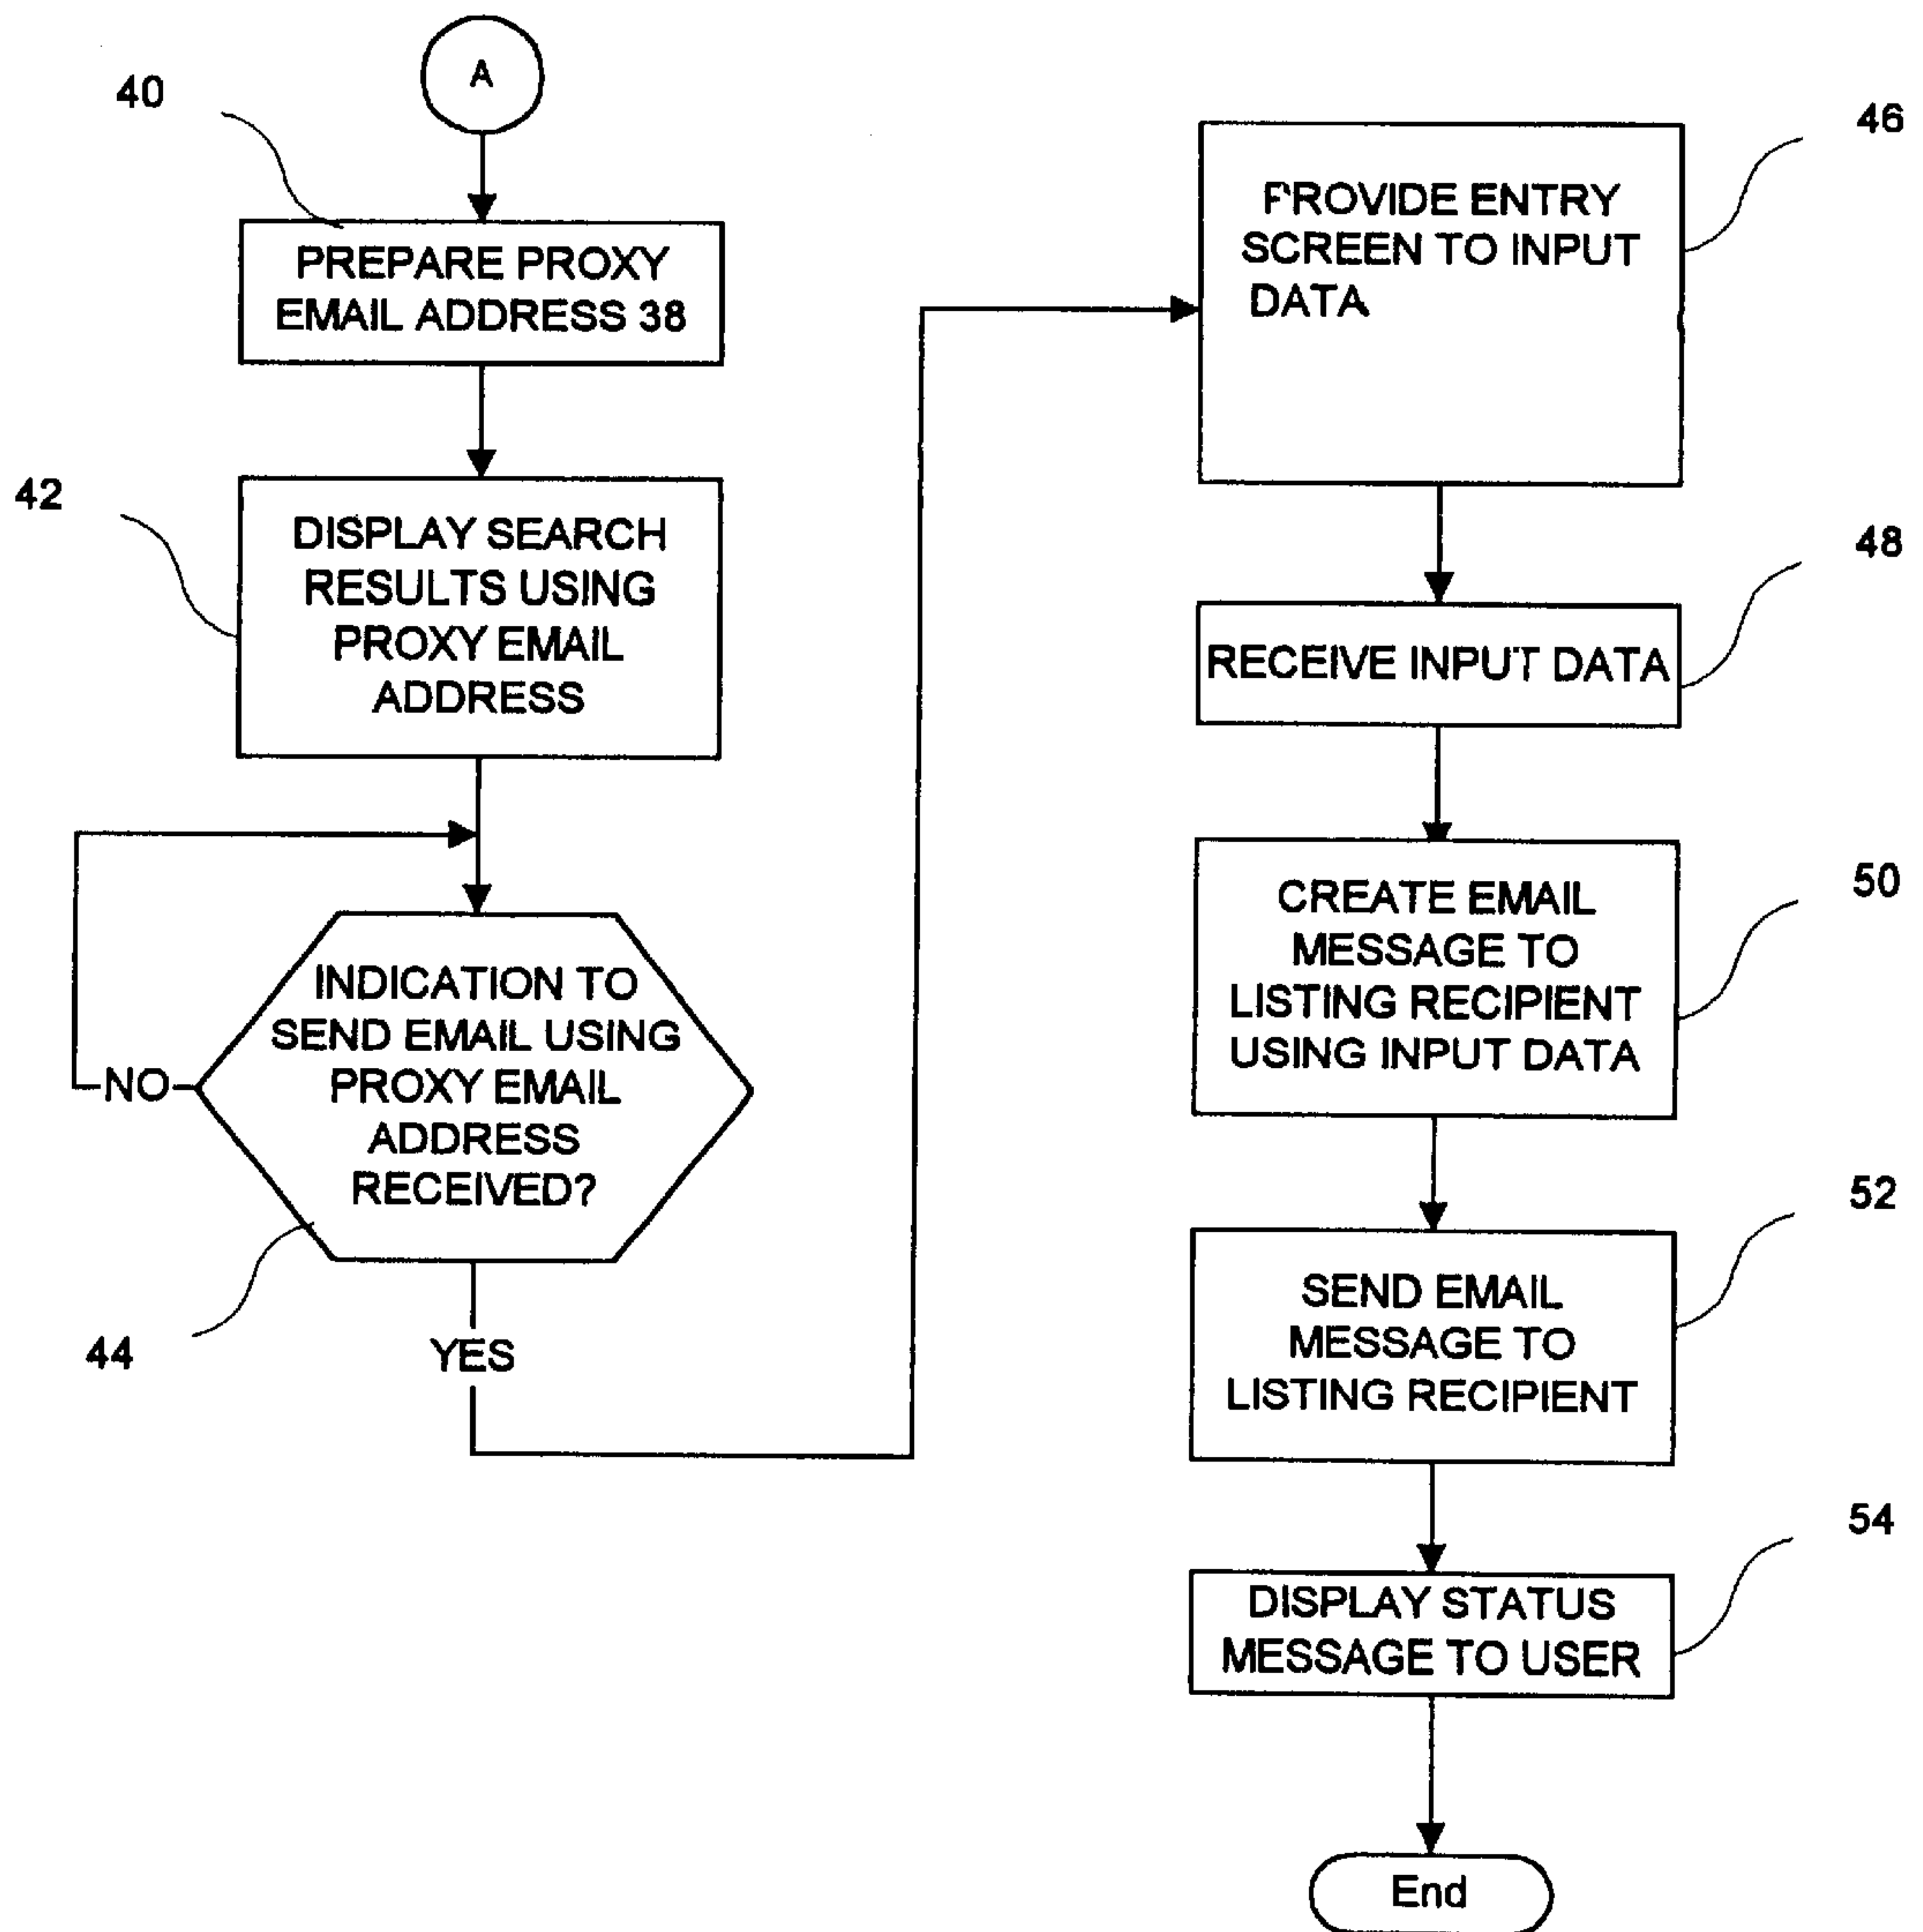 A
40
PREPARE PROXY
EMAIL ADDRESS 38
42
DISPLAY SEARCH
RESULTS USING
PROXY EMAIL
ADDRESS
INDICATION TO
SEND EMAIL USING
PROXY EMAIL
ADDRESS
RECEIVED?
NO
44
YES
46
PROVIDE ENTRY
SCREEN TO INPUT
DATA
48
RECEIVE INPUT DATA
50
CREATE EMAIL
MESSAGE TO
LISTING RECIPIENT
USING INPUT DATA
52
SEND EMAIL
MESSAGE TO
LISTING RECIPIENT
54
DISPLAY STATUS
MESSAGE TO USER
End